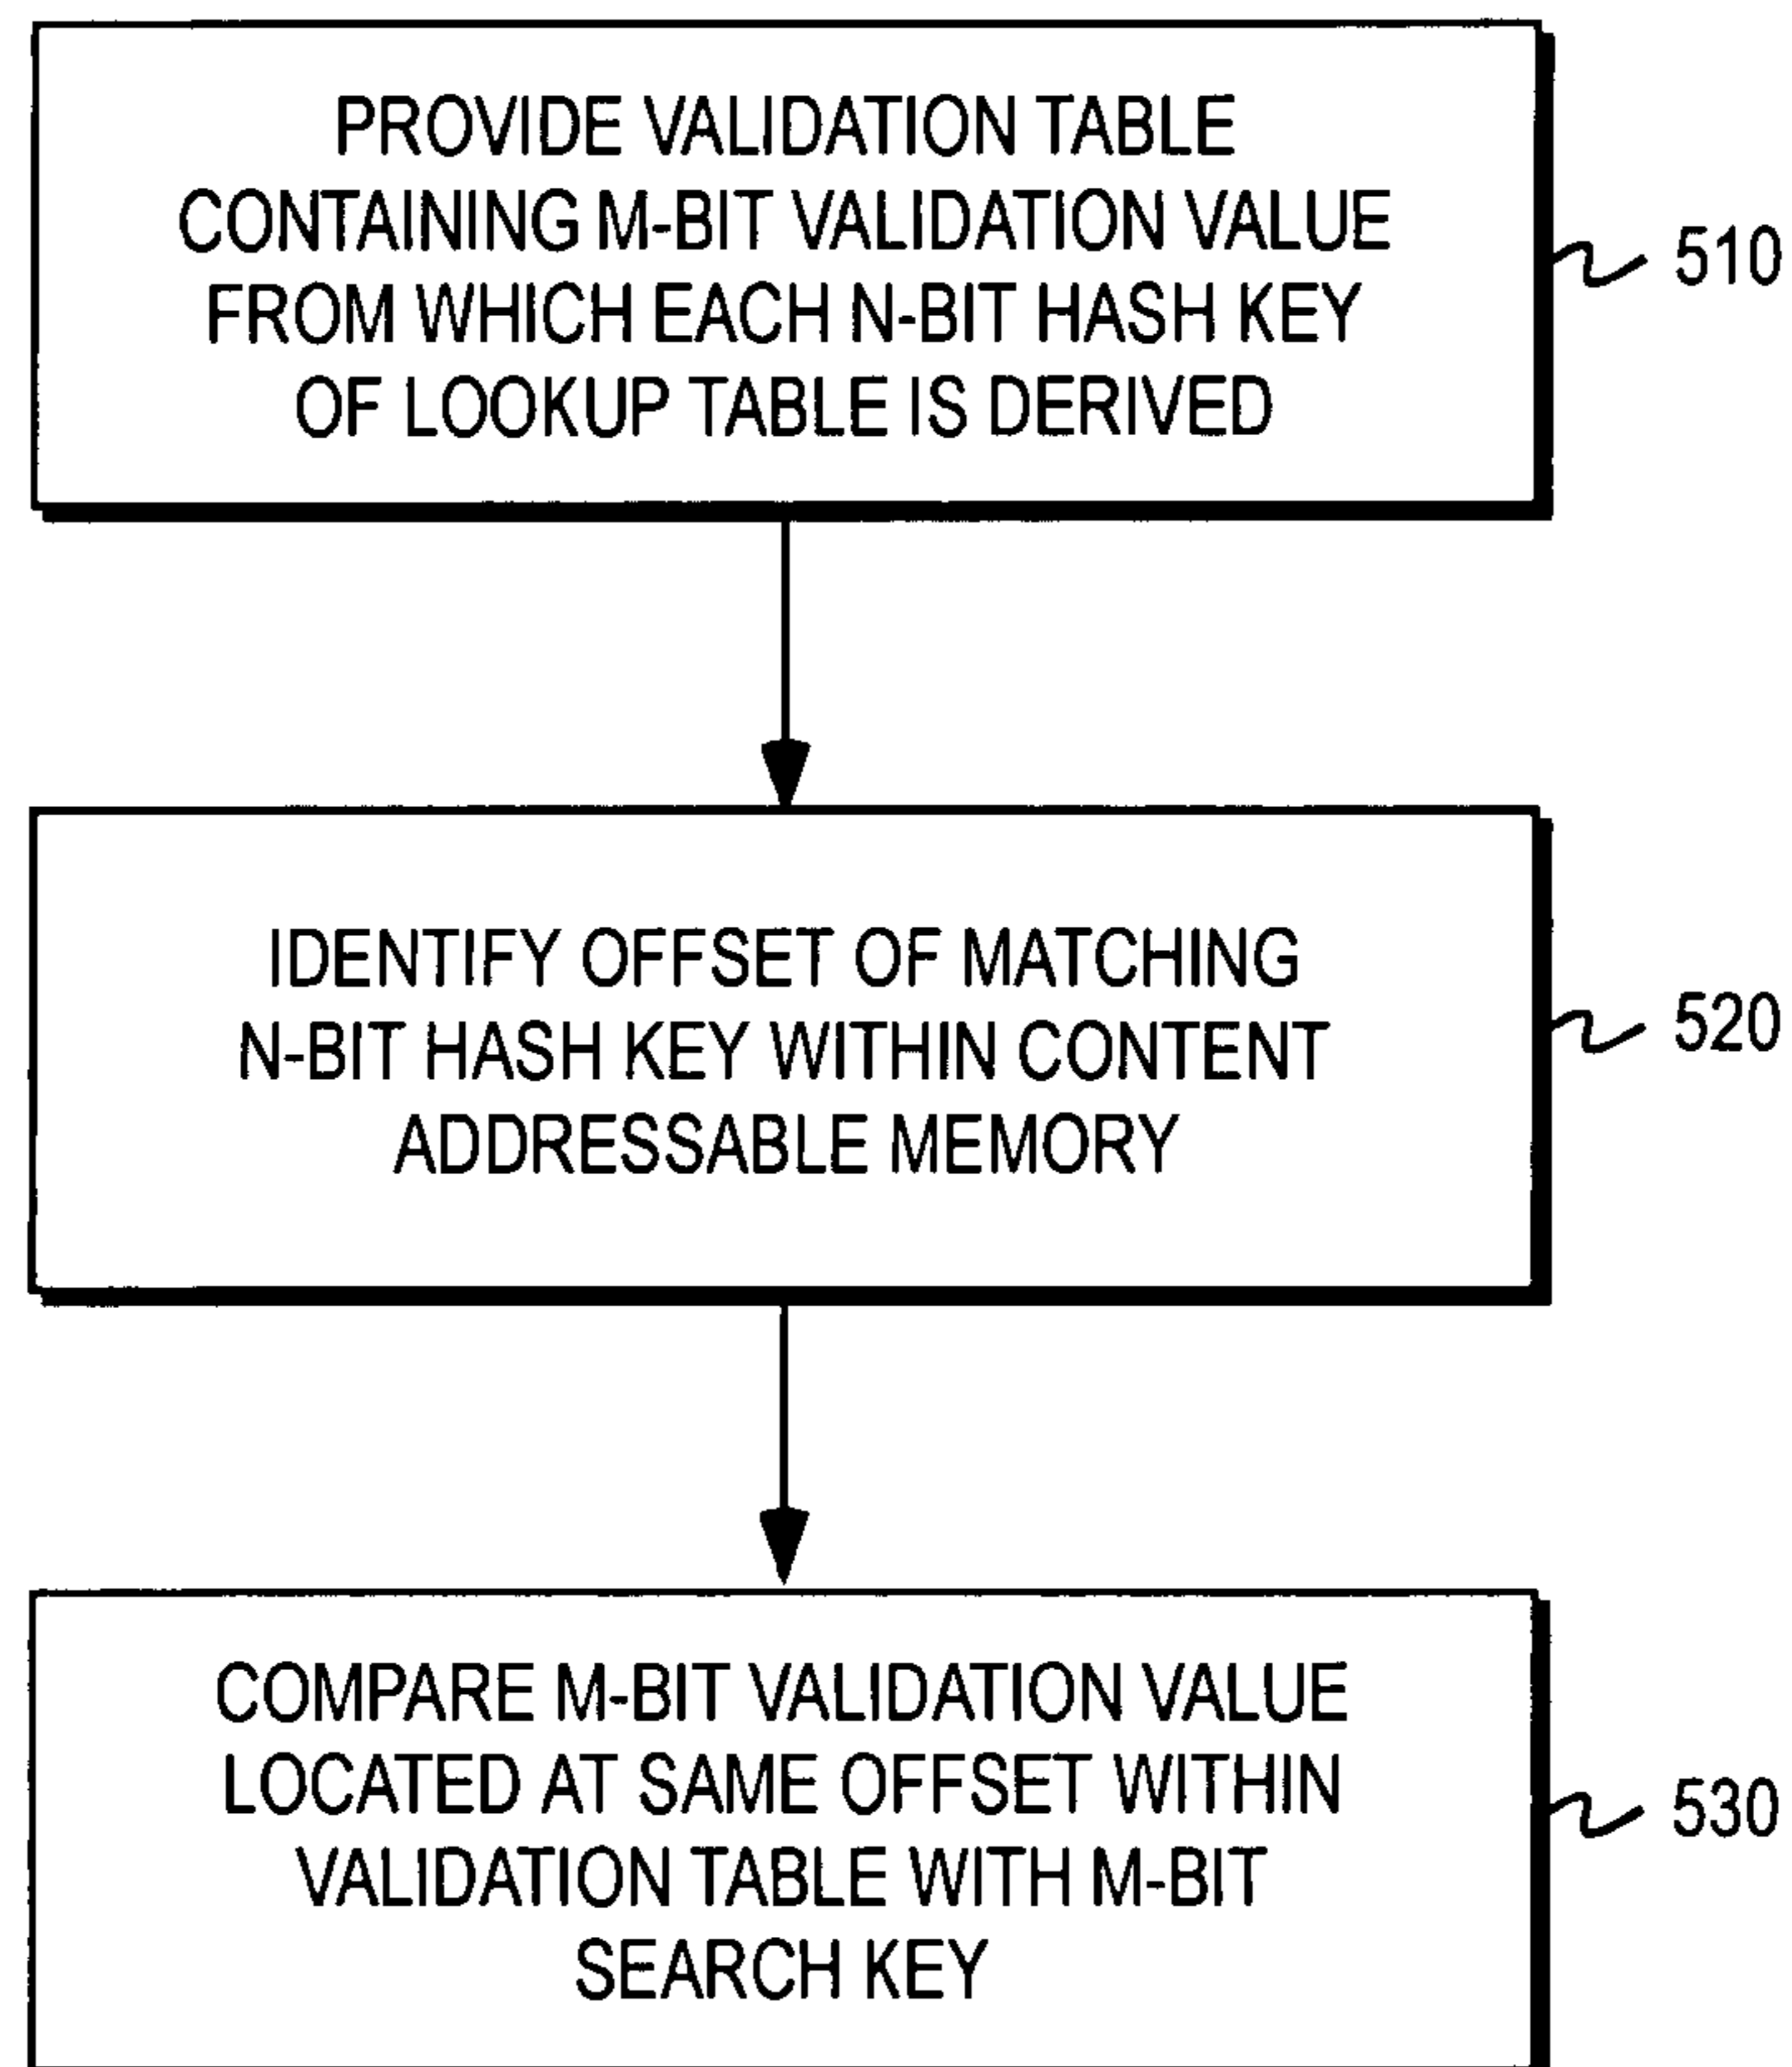 PROVIDE VALIDATION TABLE
CONTAINING M-BIT VALIDATION VALUE
FROM WHICH EACH N-BIT HASH KEY
OF LOOKUP TABLE IS DERIVED
510
IDENTIFY OFFSET OF MATCHING
N-BIT HASH KEY WITHIN CONTENT
ADDRESSABLE MEMORY
520
COMPARE M-BIT VALIDATION VALUE
LOCATED AT SAME OFFSET WITHIN
VALIDATION TABLE WITH M-BIT
SEARCH KEY
530